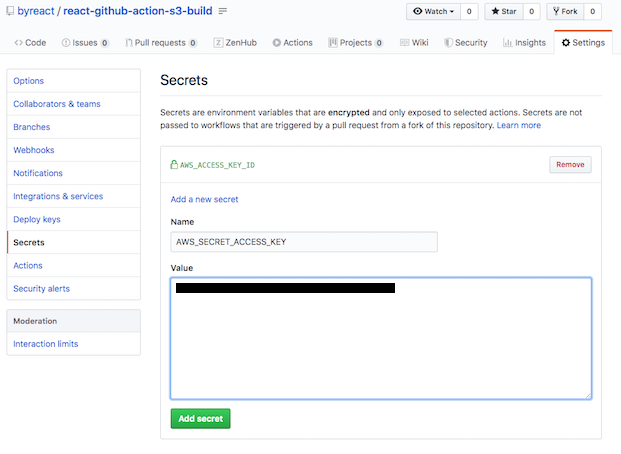 byreact / react-github-action-s3-build
Watch 0 Star 0 Fork 0
Code Issues 0 Pull requests 0 ZenHub Actions Projects 0 Wiki Security Insights Settings
Options
Collaborators & teams
Branches
Webhooks
Notifications
Integrations & services
Deploy keys
Secrets
Actions
Security alerts
Moderation
Interaction limits
Secrets
Secrets are environment variables that are encrypted and only exposed to selected actions. Secrets are not
passed to workflows that are triggered by a pull request from a fork of this repository. Learn more
AWS_ACCESS_KEY_ID Remove
Add a new secret
Name
AWS_SECRET_ACCESS_KEY
Value
Add secret